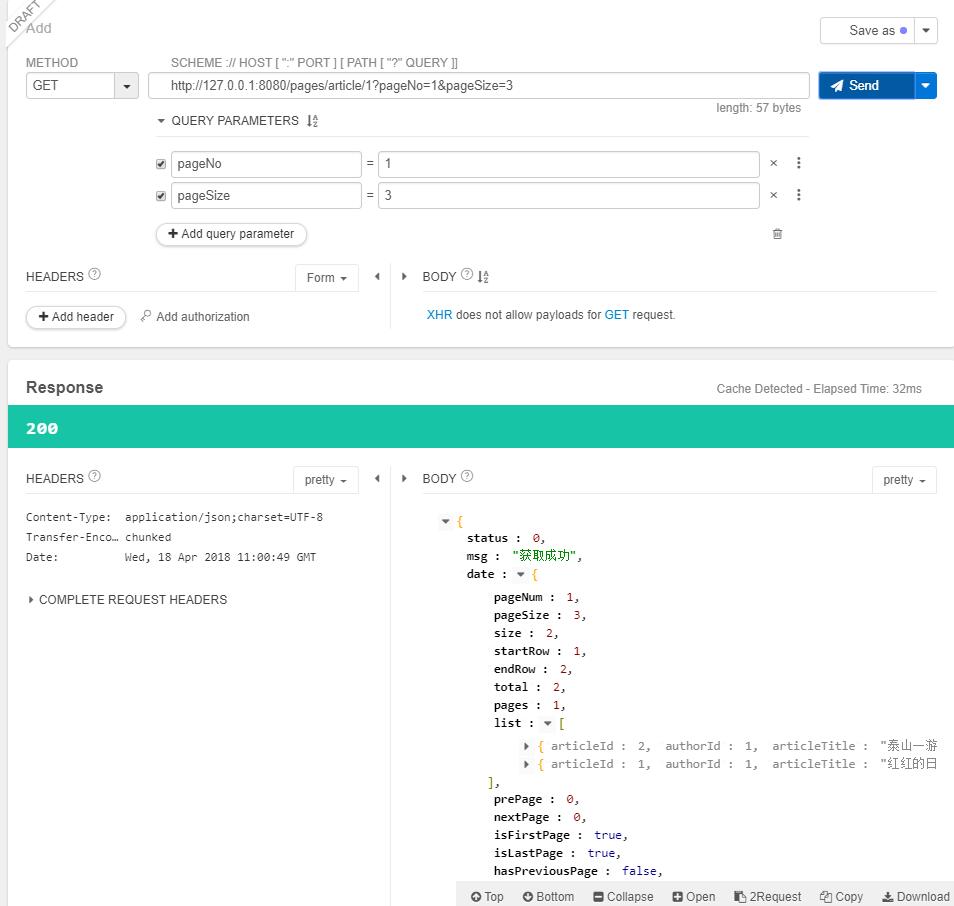 DRAFT
Add
Save as
METHOD
SCHEME :// HOST [ ":" PORT ] [ PATH [ "?" QUERY ]]
GET
http://127.0.0.1:8080/pages/article/1?pageNo=1&pageSize=3
Send
length: 57 bytes
QUERY PARAMETERS
pageNo = 1 ×
pageSize = 3 ×
+ Add query parameter
HEADERS ?
Form
BODY ?
+ Add header
Add authorization
XHR does not allow payloads for GET request.
Response
Cache Detected - Elapsed Time: 32ms
200
HEADERS ?
pretty
BODY ?
pretty
Content-Type: application/json;charset=UTF-8
Transfer-Enco… chunked
Date: Wed, 18 Apr 2018 11:00:49 GMT
COMPLETE REQUEST HEADERS
{
status : 0,
msg : "获取成功",
date : {
pageNum : 1,
pageSize : 3,
size : 2,
startRow : 1,
endRow : 2,
total : 2,
pages : 1,
list : [
{ articleId : 2, authorId : 1, articleTitle : "泰山一游
{ articleId : 1, authorId : 1, articleTitle : "红红的日
],
prePage : 0,
nextPage : 0,
isFirstPage : true,
isLastPage : true,
hasPreviousPage : false,
Top Bottom Collapse Open 2Request Copy Download